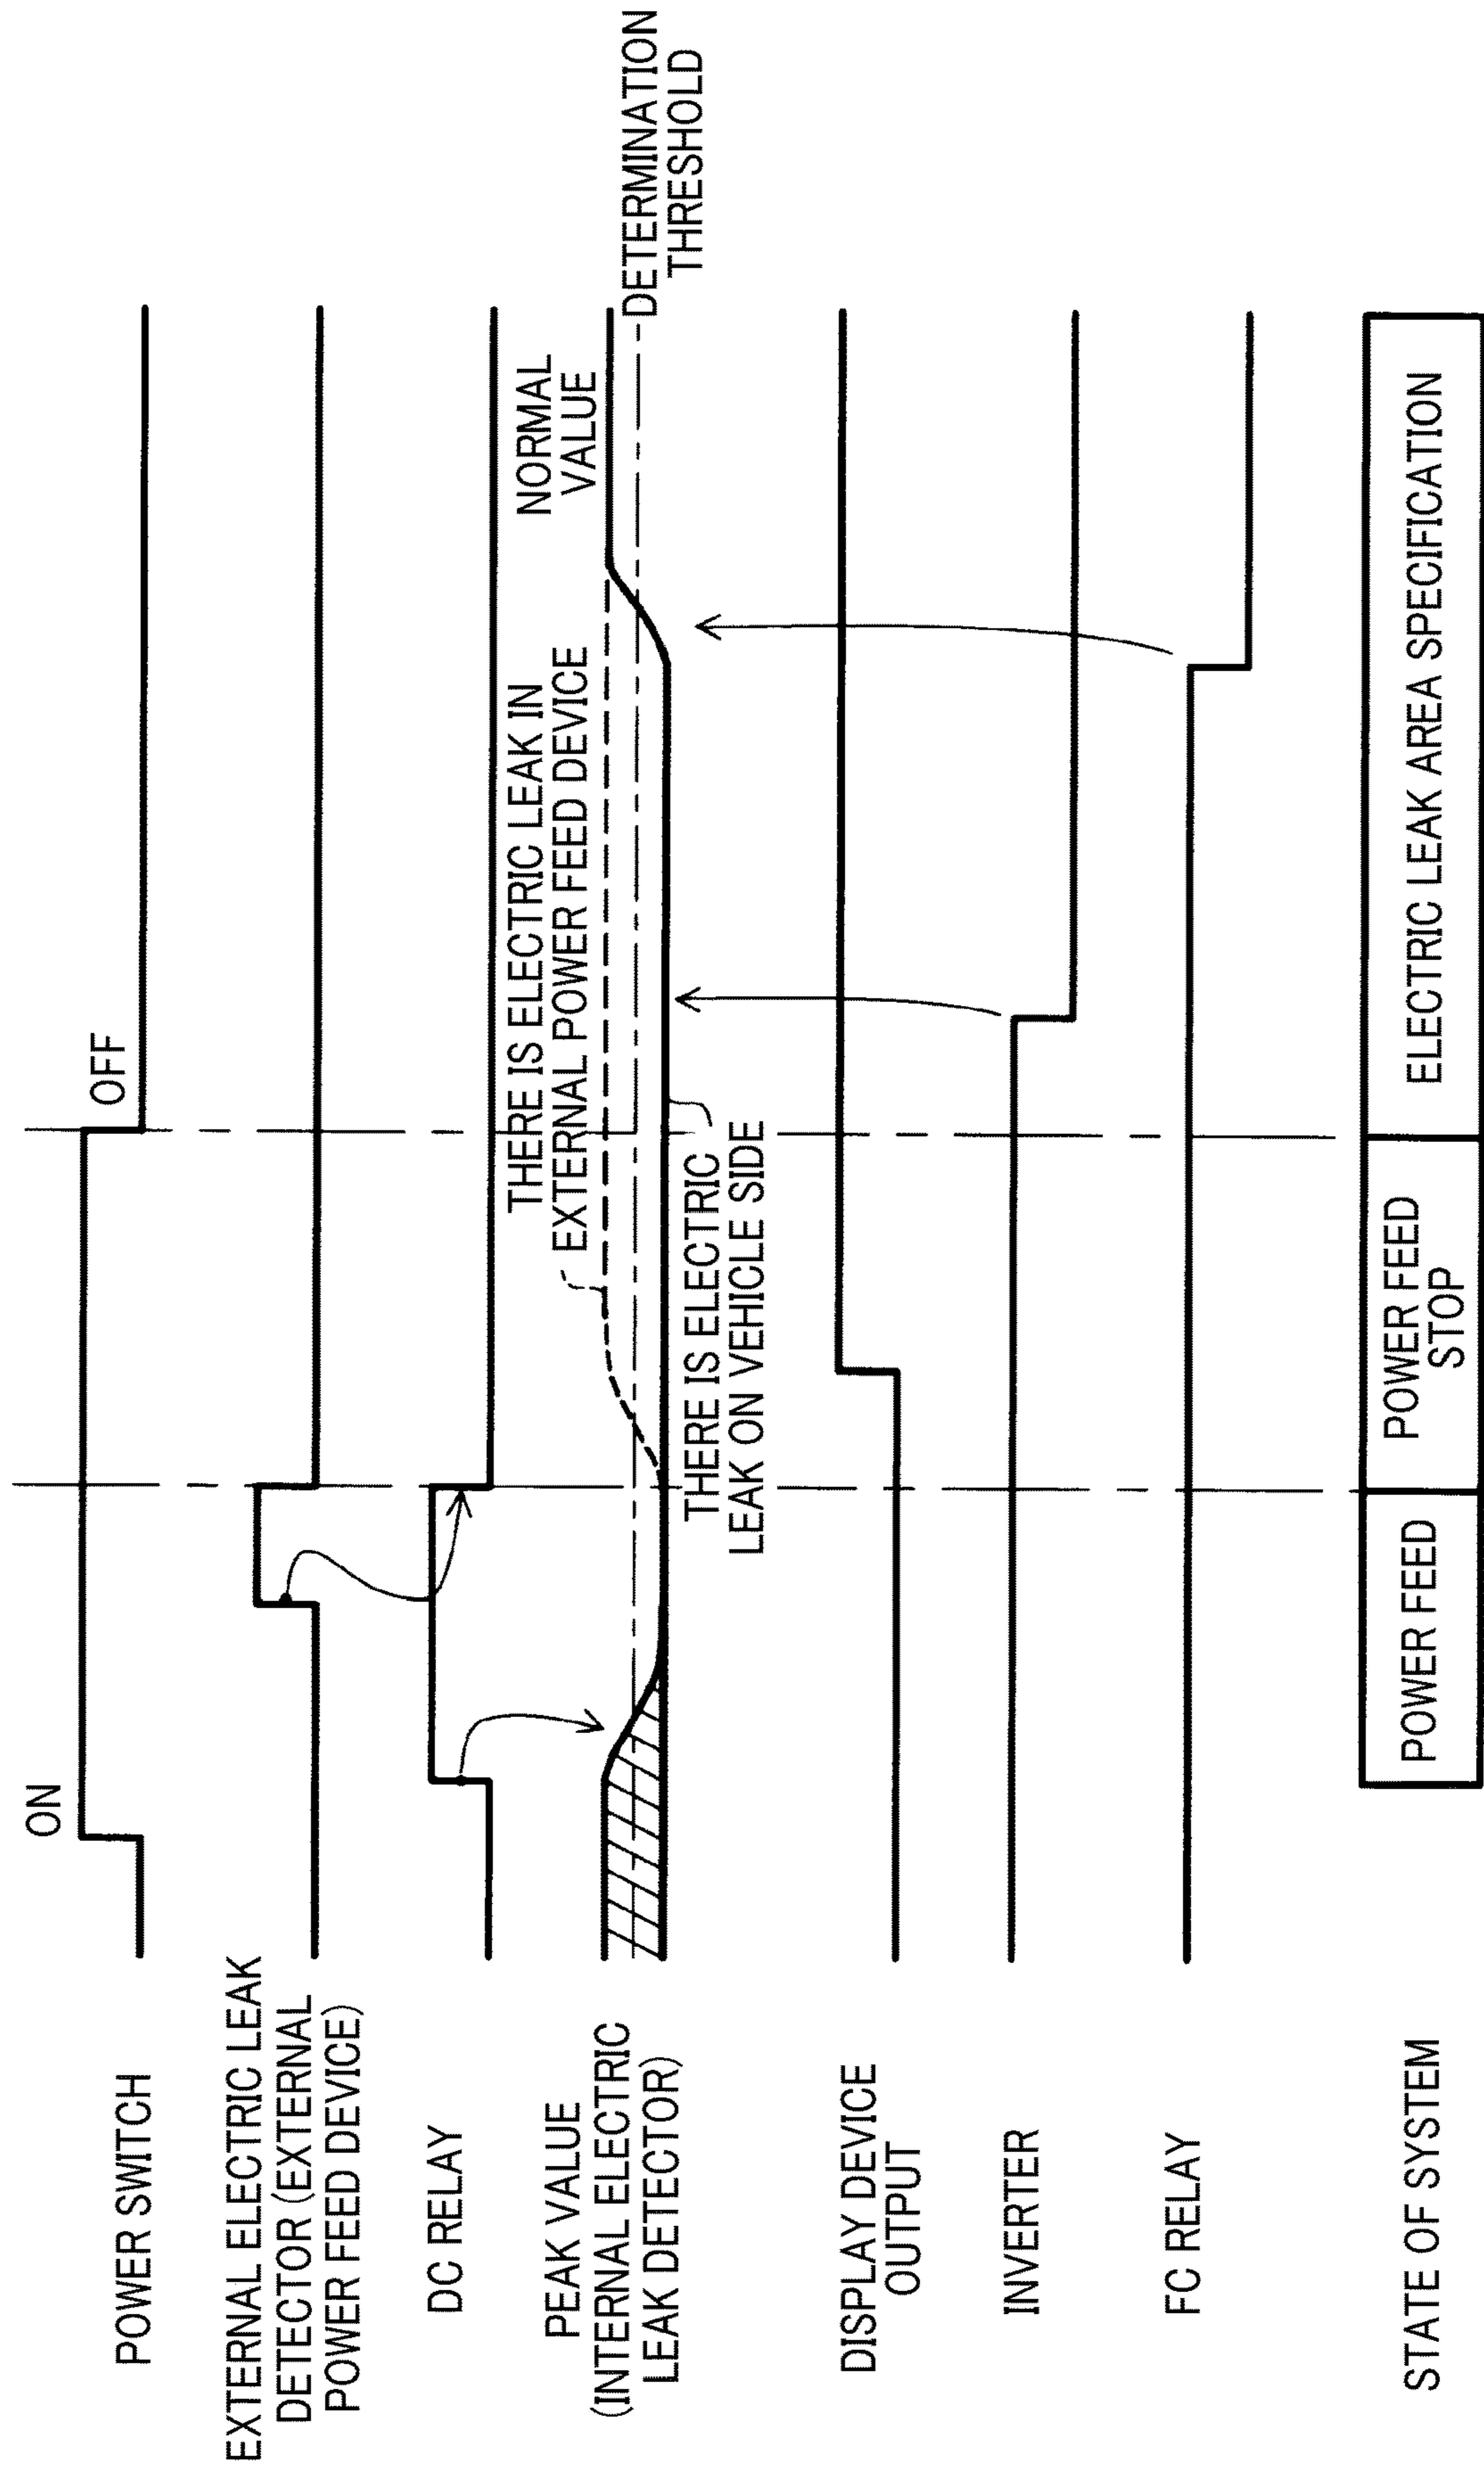 ON
OFF
POWER SWITCH
EXTERNAL ELECTRIC LEAK
DETECTOR (EXTERNAL
POWER FEED DEVICE)
DC RELAY
THERE IS ELECTRIC LEAK IN
EXTERNAL POWER FEED DEVICE
NORMAL
VALUE
DETERMINATION
THRESHOLD
PEAK VALUE
(INTERNAL ELECTRIC
LEAK DETECTOR)
THERE IS ELECTRIC
LEAK ON VEHICLE SIDE
DISPLAY DEVICE
OUTPUT
INVERTER
FC RELAY
STATE OF SYSTEM
POWER FEED
POWER FEED
STOP
ELECTRIC LEAK AREA SPECIFICATION